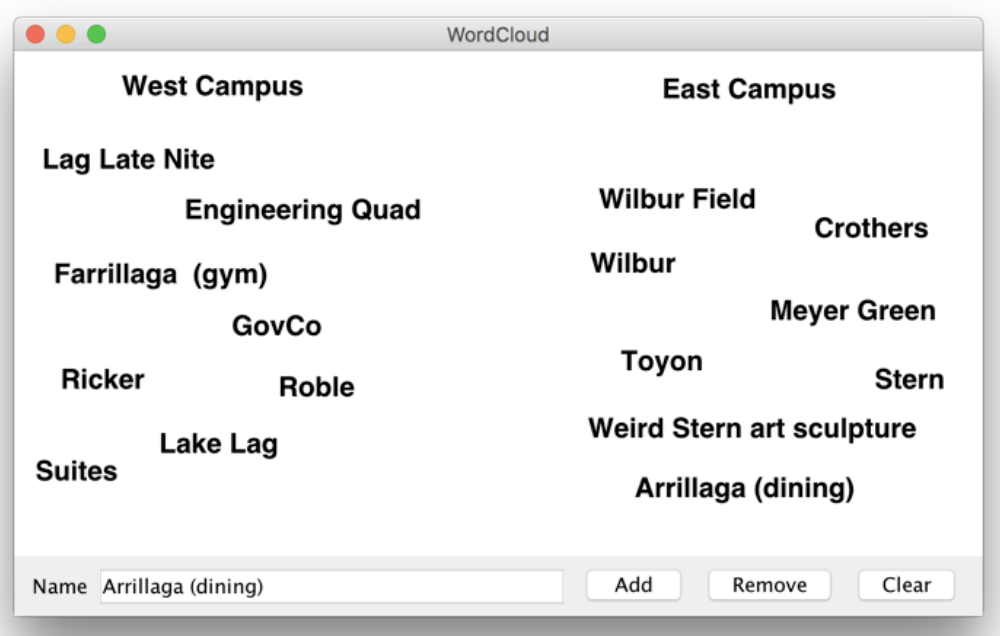 WordCloud
West Campus
East Campus
Lag Late Nite
Wilbur Field
Engineering Quad
Crothers
Wilbur
Farrillaga  (gym)
Meyer Green
GovCo
Toyon
Ricker
Stern
Roble
Weird Stern art sculpture
Lake Lag
Suites
Arrillaga (dining)
Name Arrillaga (dining) Add Remove Clear